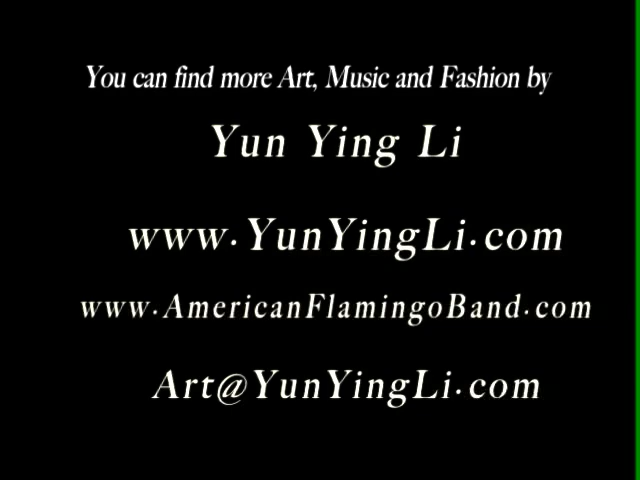 You can find more Art, Music and Fashion by
Yun Ying Li
www.YunYingLi.com
www.AmericanFlamingoBand.com
Art@YunYingLi.com